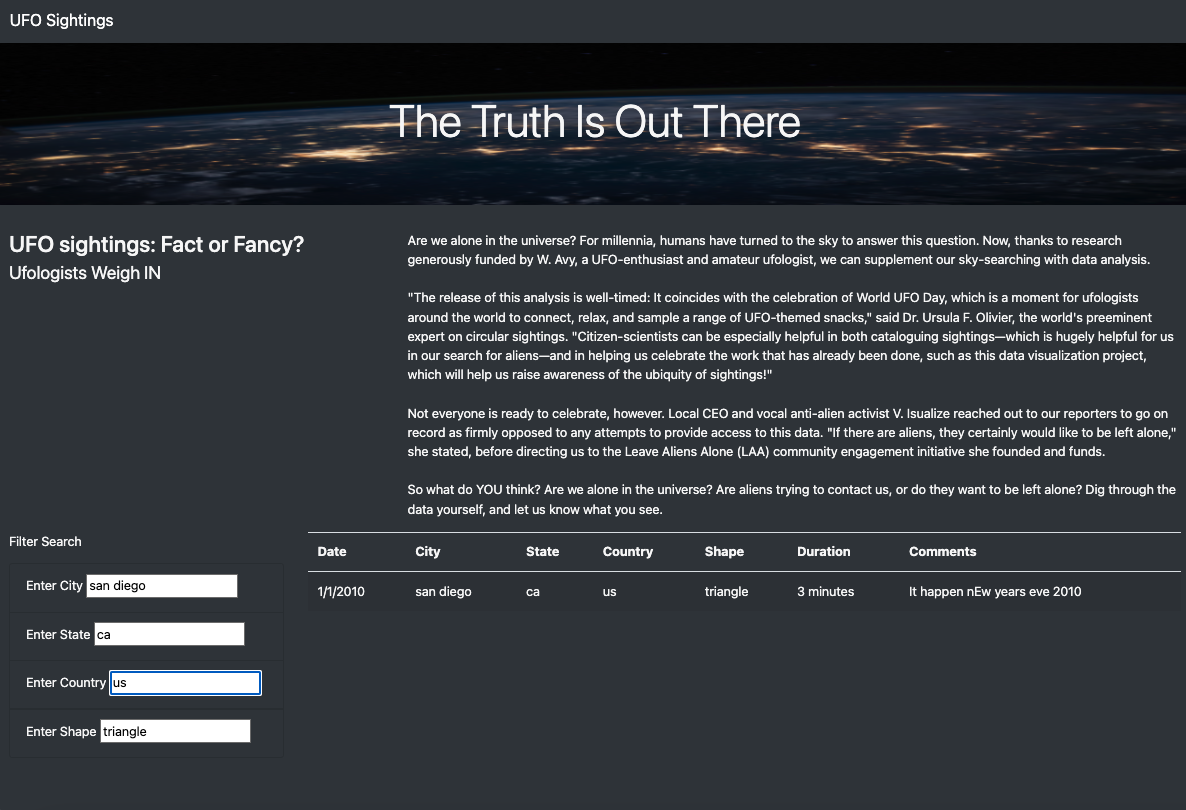 UFO Sightings
The Truth Is Out There
UFO sightings: Fact or Fancy?
Ufologists Weigh IN
Are we alone in the universe? For millennia, humans have turned to the sky to answer this question. Now, thanks to research
generously funded by W. Avy, a UFO-enthusiast and amateur ufologist, we can supplement our sky-searching with data analysis.
"The release of this analysis is well-timed: It coincides with the celebration of World UFO Day, which is a moment for ufologists
around the world to connect, relax, and sample a range of UFO-themed snacks," said Dr. Ursula F. Olivier, the world's preeminent
expert on circular sightings. "Citizen-scientists can be especially helpful in both cataloguing sightings—which is hugely helpful for us
in our search for aliens—and in helping us celebrate the work that has already been done, such as this data visualization project,
which will help us raise awareness of the ubiquity of sightings!"
Not everyone is ready to celebrate, however. Local CEO and vocal anti-alien activist V. Isualize reached out to our reporters to go on
record as firmly opposed to any attempts to provide access to this data. "If there are aliens, they certainly would like to be left alone,"
she stated, before directing us to the Leave Aliens Alone (LAA) community engagement initiative she founded and funds.
So what do YOU think? Are we alone in the universe? Are aliens trying to contact us, or do they want to be left alone? Dig through the
data yourself, and let us know what you see.
Filter Search
Enter City san diego
Enter State ca
Enter Country us
Enter Shape triangle
Date City State Country Shape Duration Comments
1/1/2010 san diego ca us triangle 3 minutes It happen nEw years eve 2010